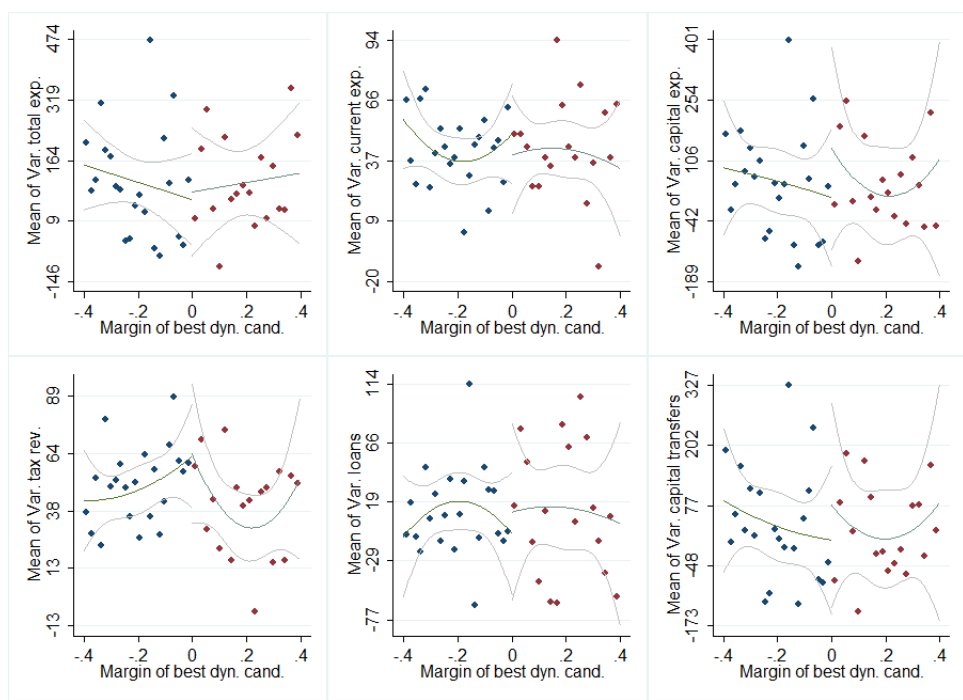 Mean of Var. total exp.
474
319
164
9
-146
-.4 -.2 0 .2 .4
Margin of best dyn. cand.
Mean of Var. current exp.
94
66
37
9
-20
-.4 -.2 0 .2 .4
Margin of best dyn. cand.
Mean of Var. capital exp.
401
254
106
-42
-189
-.4 -.2 0 .2 .4
Margin of best dyn. cand.
Mean of Var. tax rev.
89
64
38
13
-13
-.4 -.2 0 .2 .4
Margin of best dyn. cand.
Mean of Var. loans
114
66
19
-29
-77
-.4 -.2 0 .2 .4
Margin of best dyn. cand.
Mean of Var. capital transfers
327
202
77
-48
-173
-.4 -.2 0 .2 .4
Margin of best dyn. cand.